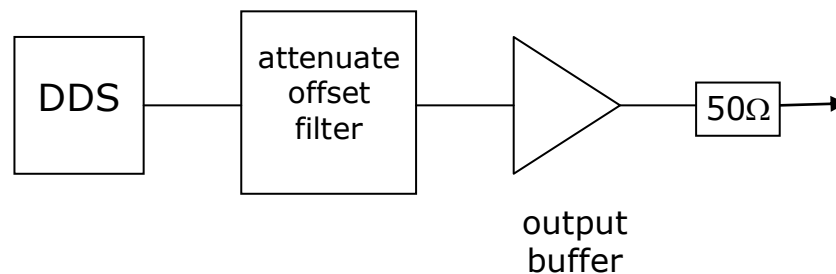 DDS
attenuate
offset
filter
50Ω
output
buffer